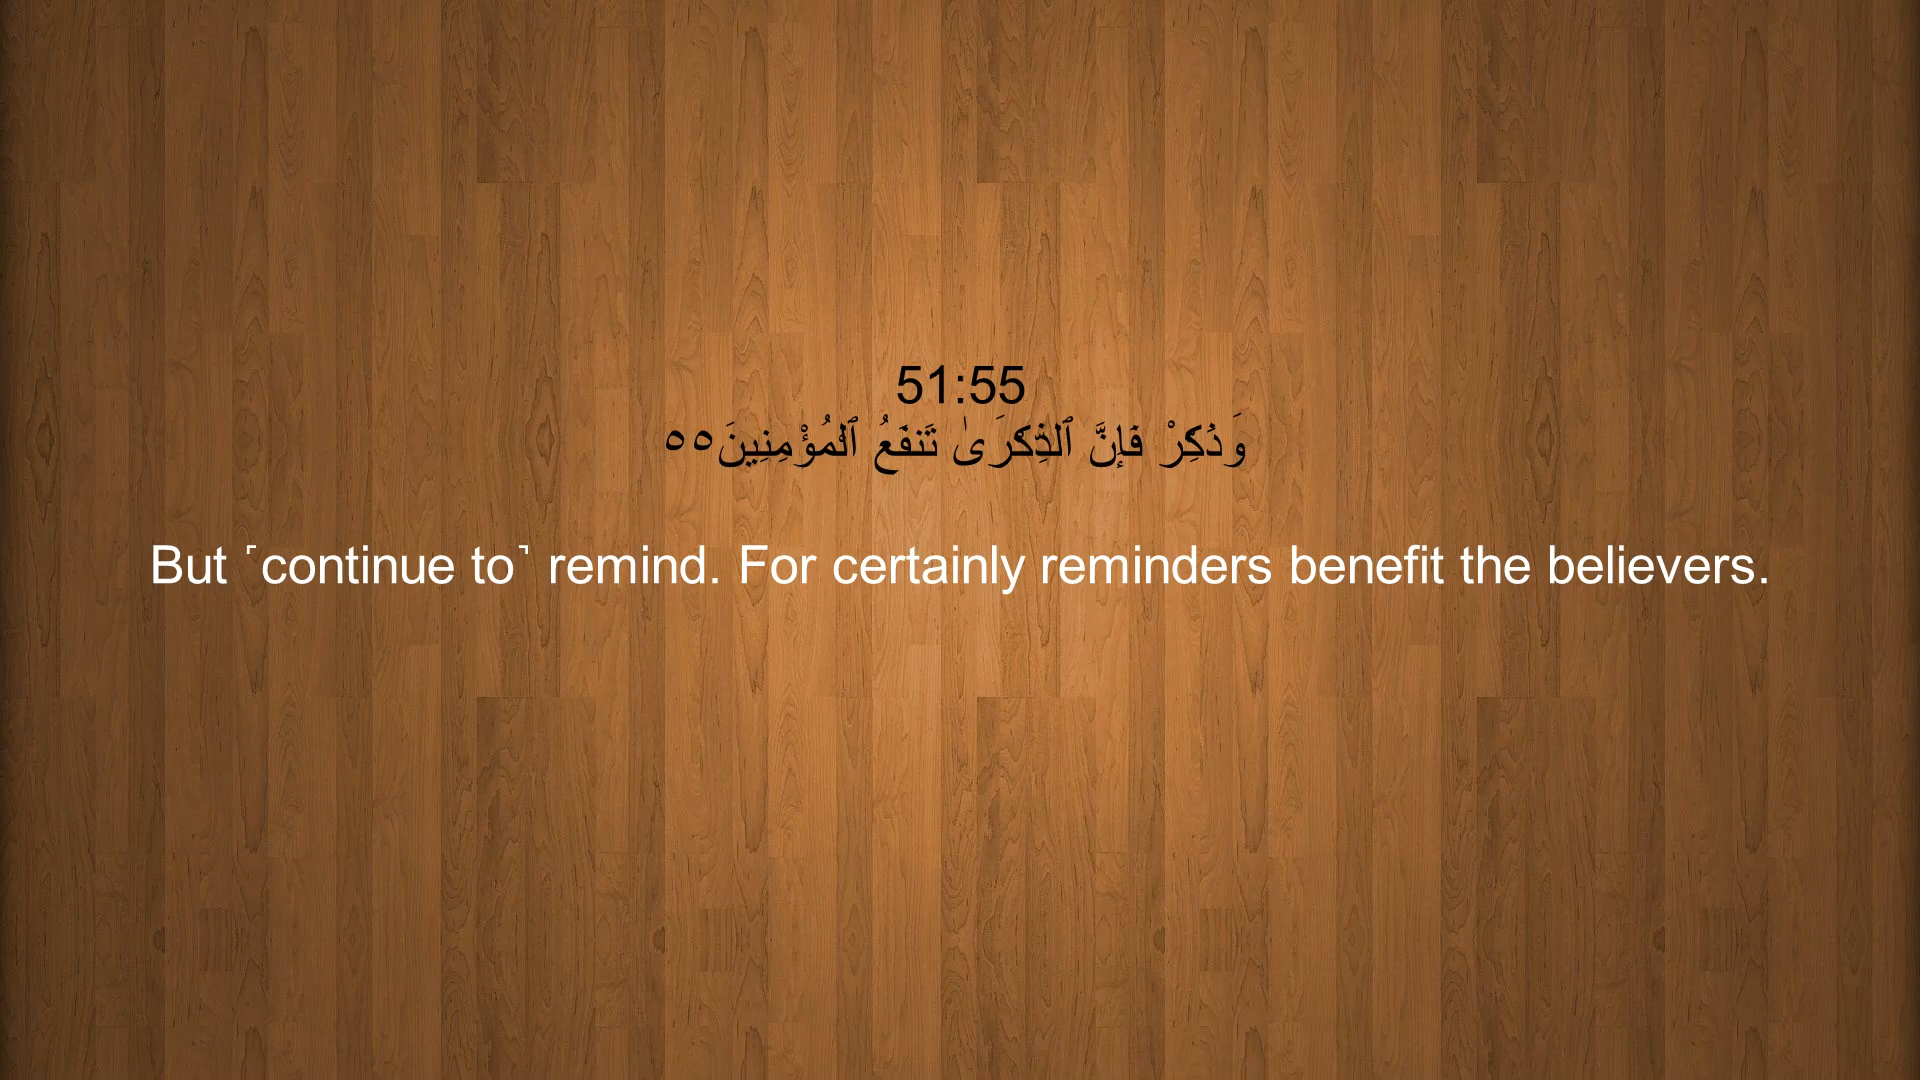 51:55
وَذَكِّرْ فَإِنَّ ٱلذِّكْرَىٰ تَنفَعُ ٱلْمُؤْمِنِينَ٥٥
But ˹continue to˺ remind. For certainly reminders benefit the believers.